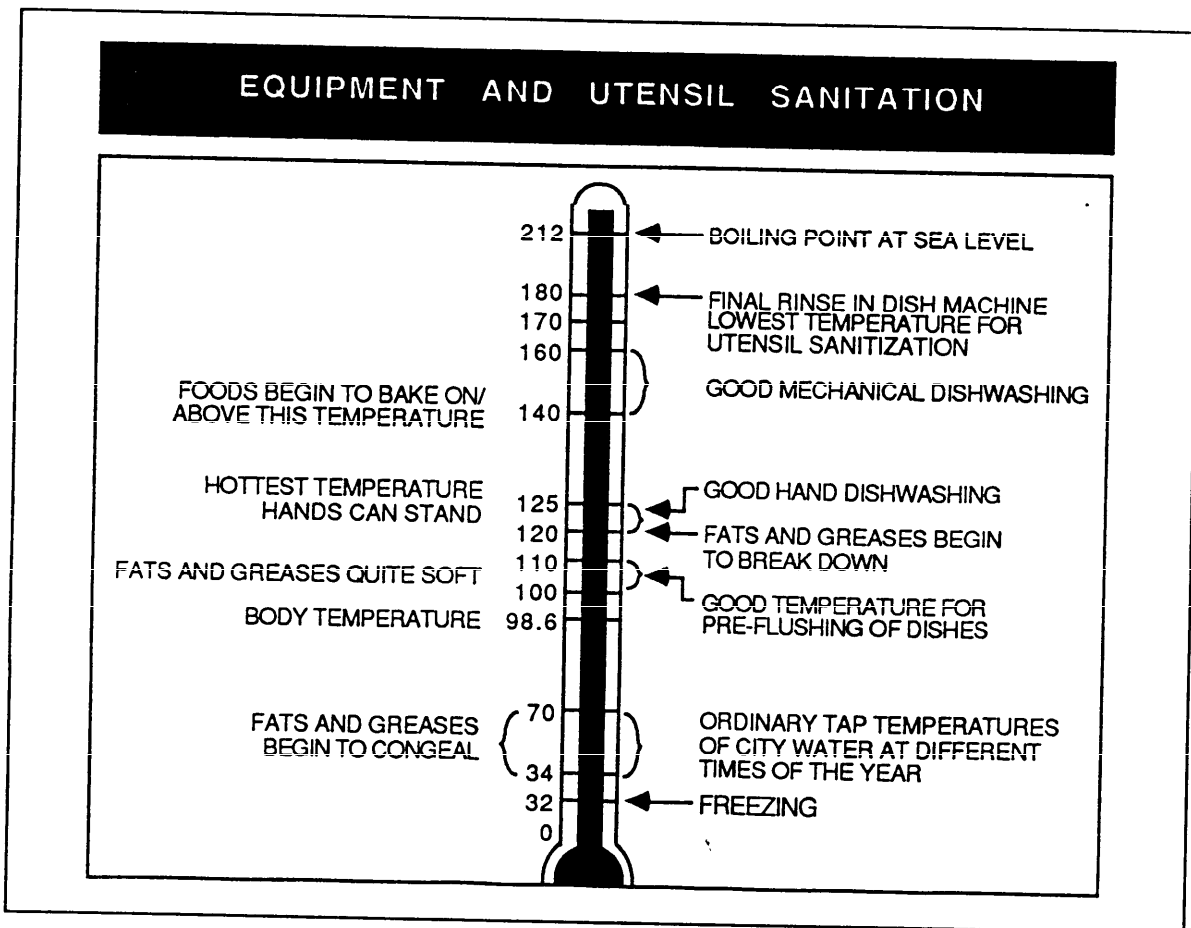 EQUIPMENT AND UTENSIL SANITATION
212
BOILING POINT AT SEA LEVEL
180
FINAL RINSE IN DISH MACHINE
170
LOWEST TEMPERATURE FOR
UTENSIL SANITIZATION
160
GOOD MECHANICAL DISHWASHING
FOODS BEGIN TO BAKE ON/
ABOVE THIS TEMPERATURE
140
HOTTEST TEMPERATURE
HANDS CAN STAND
125
GOOD HAND DISHWASHING
120
FATS AND GREASES BEGIN
TO BREAK DOWN
110
FATS AND GREASES QUITE SOFT
100
GOOD TEMPERATURE FOR
PRE-FLUSHING OF DISHES
BODY TEMPERATURE
98.6
70
FATS AND GREASES
BEGIN TO CONGEAL
ORDINARY TAP TEMPERATURES
OF CITY WATER AT DIFFERENT
TIMES OF THE YEAR
34
32
FREEZING
0